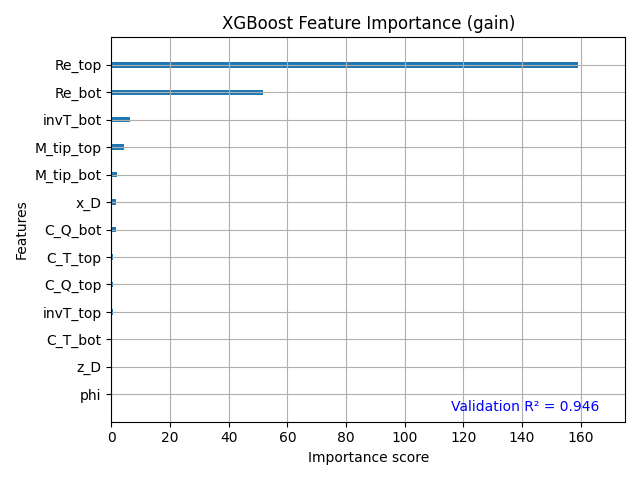 XGBoost Feature Importance (gain)
Features
Re_top
Re_bot
invT_bot
M_tip_top
M_tip_bot
x_D
C_Q_bot
C_T_top
C_Q_top
invT_top
C_T_bot
z_D
phi
Validation R² = 0.946
0 20 40 60 80 100 120 140 160
Importance score